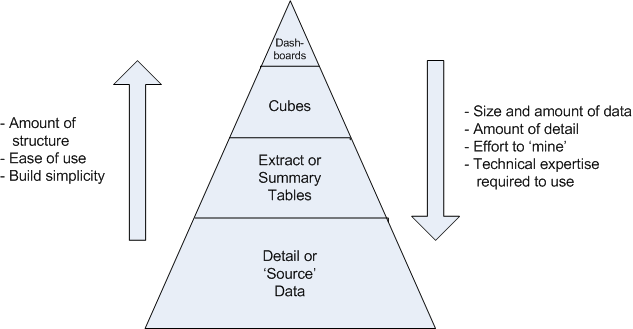 Dash-
boards
Cubes
Extract or
Summary
Tables
Detail or
‘Source’
Data
- Amount of
structure
- Ease of use
- Build simplicity
- Size and amount of data
- Amount of detail
- Effort to ‘mine’
- Technical expertise
required to use